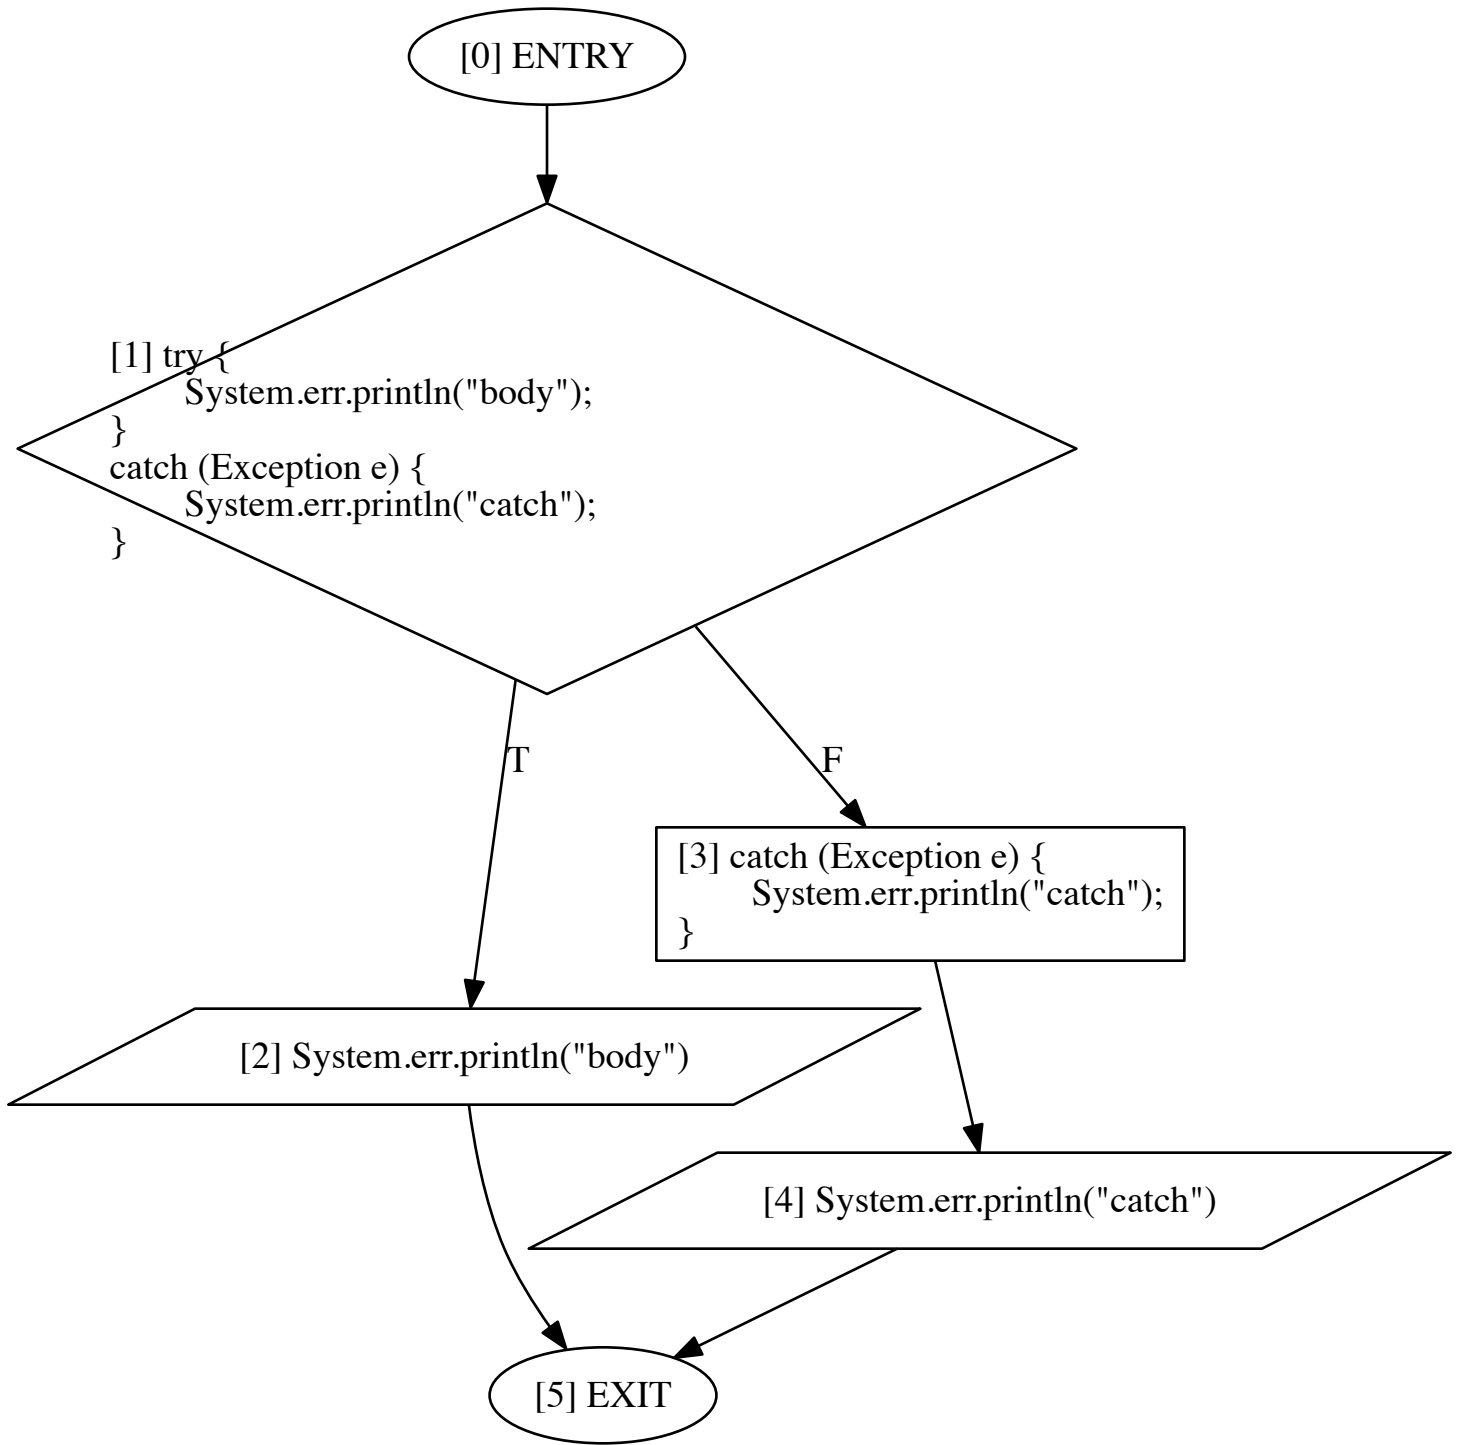 [0] ENTRY
[1] try {
System.err.println("body");
}
catch (Exception e) {
System.err.println("catch");
}
T
F
[3] catch (Exception e) {
System.err.println("catch");
}
[2] System.err.println("body")
[4] System.err.println("catch")
[5] EXIT